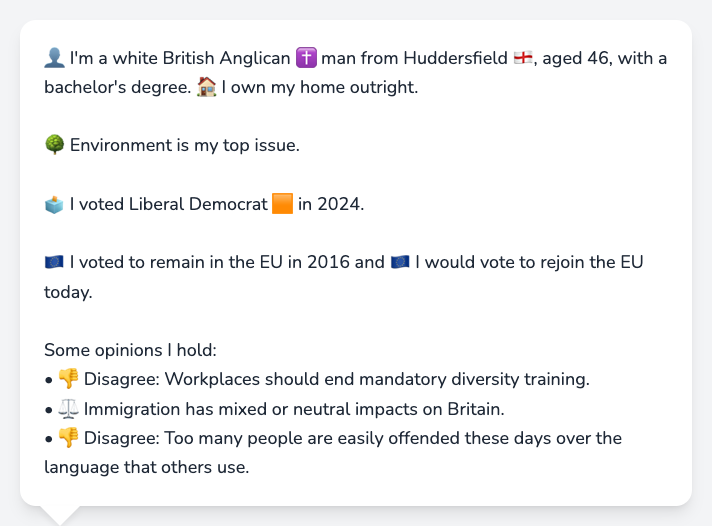 👤 I'm a white British Anglican ✝️ man from Huddersfield 🏴󠁧󠁢󠁥󠁮󠁧󠁿, aged 46, with a
bachelor's degree. 🏠 I own my home outright.
🌳 Environment is my top issue.
🗳️ I voted Liberal Democrat 🟧 in 2024.
🇪🇺 I voted to remain in the EU in 2016 and 🇪🇺 I would vote to rejoin the EU
today.
Some opinions I hold:
• 👎 Disagree: Workplaces should end mandatory diversity training.
• ⚖️ Immigration has mixed or neutral impacts on Britain.
• 👎 Disagree: Too many people are easily offended these days over the
language that others use.